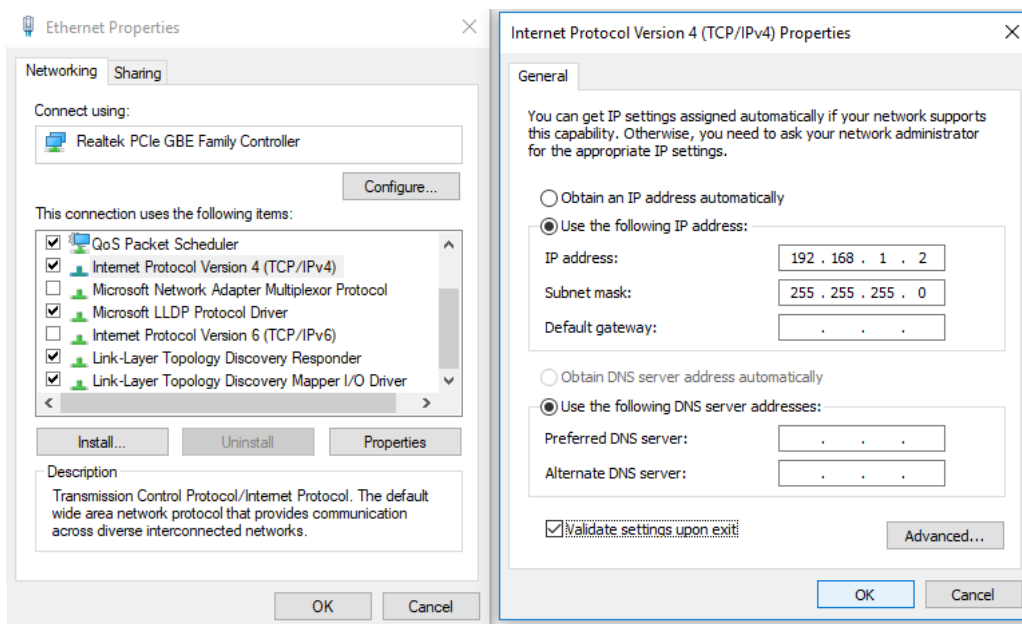 Ethernet Properties
Networking
Sharing
Connect using:
Realtek PCIe GBE Family Controller
Configure...
This connection uses the following items:
QoS Packet Scheduler
Internet Protocol Version 4 (TCP/IPv4)
Microsoft Network Adapter Multiplexor Protocol
Microsoft LLDP Protocol Driver
Internet Protocol Version 6 (TCP/IPv6)
Link-Layer Topology Discovery Responder
Link-Layer Topology Discovery Mapper I/O Driver
Install...
Uninstall
Properties
Description
Transmission Control Protocol/Internet Protocol. The default
wide area network protocol that provides communication
across diverse interconnected networks.
OK
Cancel
Internet Protocol Version 4 (TCP/IPv4) Properties
General
You can get IP settings assigned automatically if your network supports
this capability. Otherwise, you need to ask your network administrator
for the appropriate IP settings.
Obtain an IP address automatically
Use the following IP address:
IP address:
192 . 168 . 1 . 2
Subnet mask:
255 . 255 . 255 . 0
Default gateway:
. . .
Obtain DNS server address automatically
Use the following DNS server addresses:
Preferred DNS server:
. . .
Alternate DNS server:
. . .
Validate settings upon exit
Advanced...
OK
Cancel